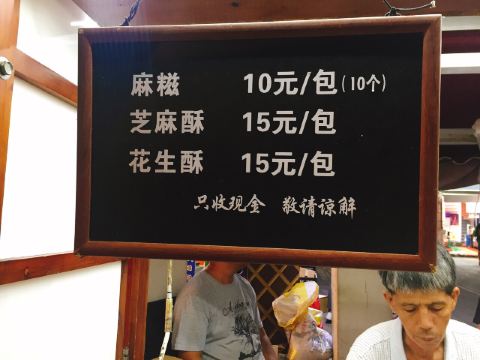 麻糍 10元/包(10个)
芝麻酥 15元/包
花生酥 15元/包
只收现金 敬请谅解